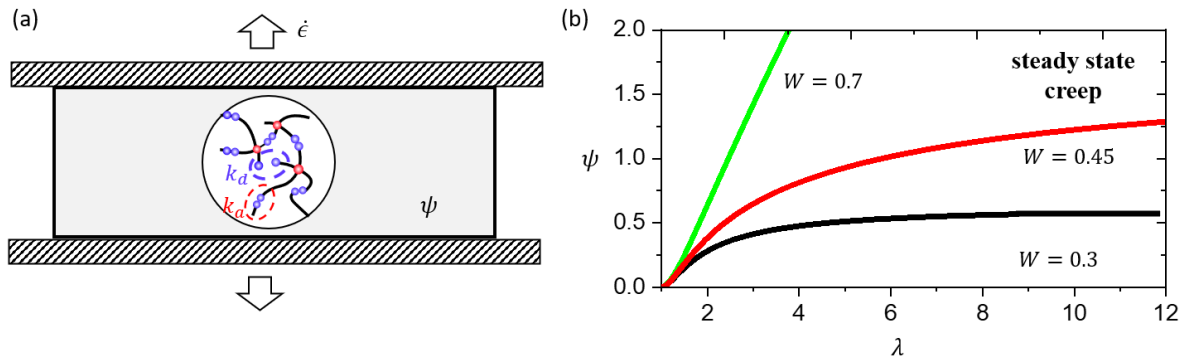 (a)
ε̇
k_d
k_a
ψ
(b)
2.0
1.5
1.0
0.5
0.0
ψ
2
4
6
8
10
12
λ
W = 0.7
steady state
creep
W = 0.45
W = 0.3